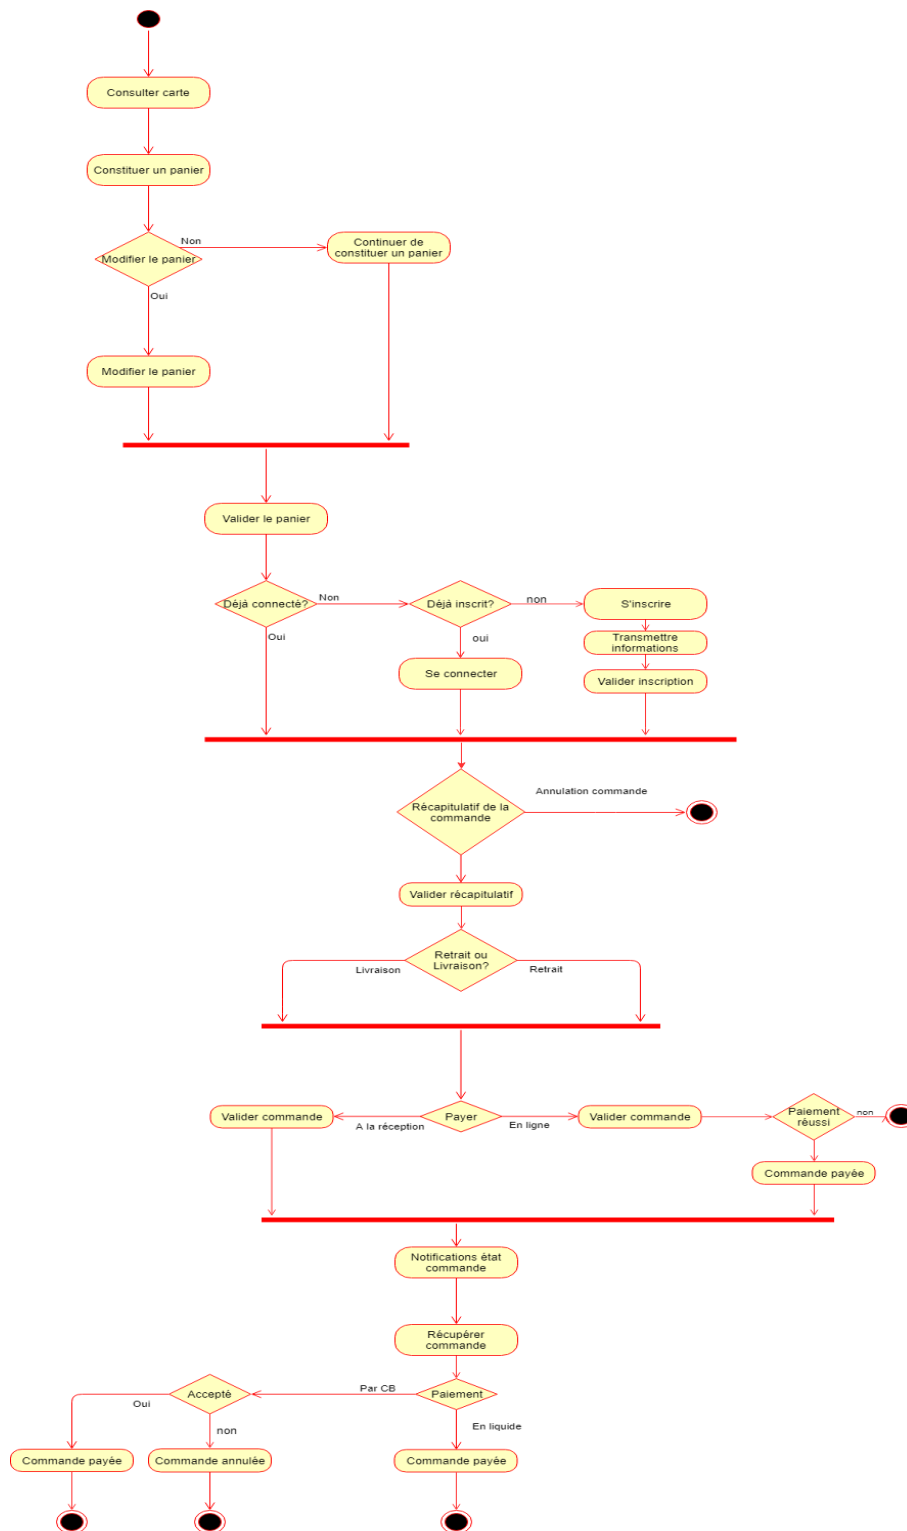 Consulter carte
Constituer un panier
Non
Continuer de
constituer un panier
Modifier le panier
Oui
Modifier le panier
Valider le panier
Déjà connecté?
Non
Déjà inscrit?
non
S'inscrire
Oui
oui
Transmettre
informations
Se connecter
Valider inscription
Annulation commande
Récapitulatif de la
commande
Valider récapitulatif
Retrait ou
Livraison?
Livraison
Retrait
Valider commande
A la réception
Payer
En ligne
Valider commande
Paiement
réussi
non
Commande payée
Notifications état
commande
Récupérer
commande
Par CB
Accepté
Paiement
Oui
non
En liquide
Commande payée
Commande annulée
Commande payée